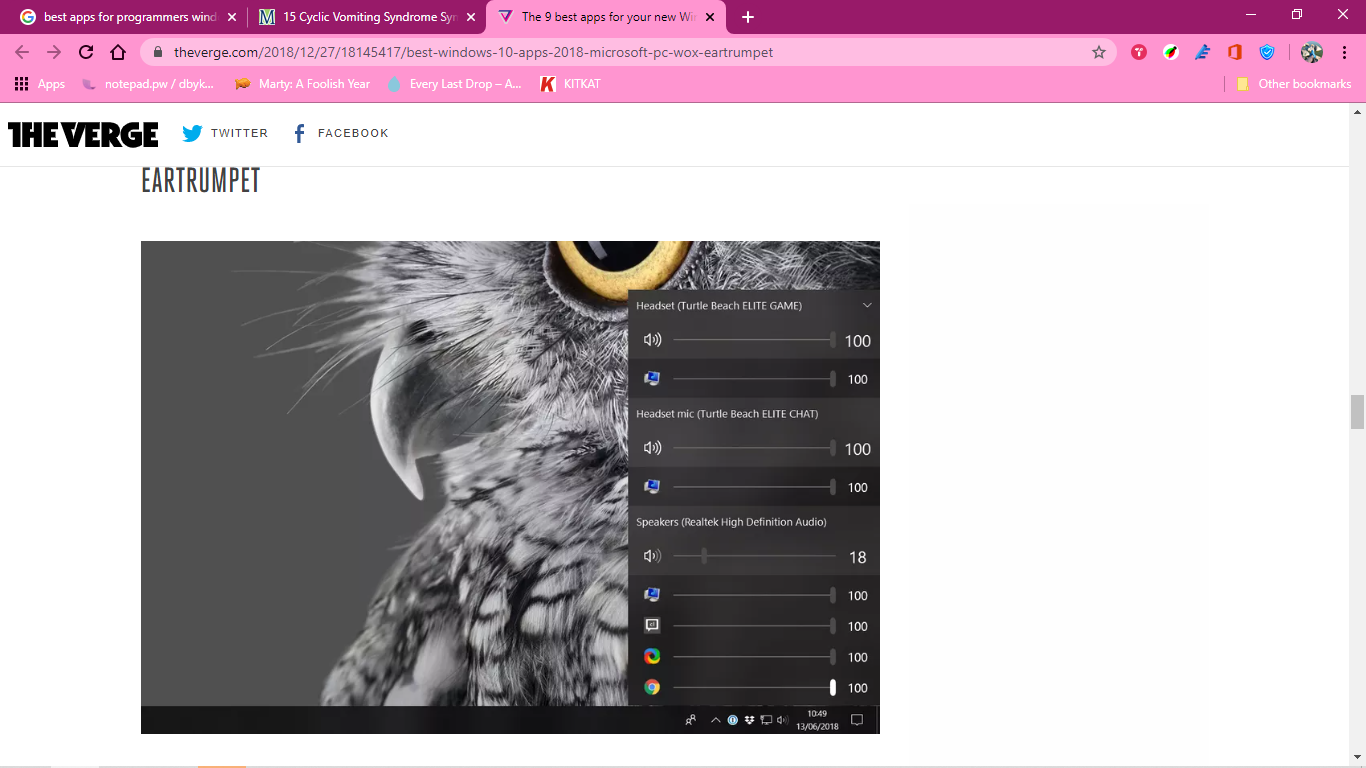 best apps for programmers wind
15 Cyclic Vomiting Syndrome Syn
The 9 best apps for your new Wi
theverge.com/2018/12/27/18145417/best-windows-10-apps-2018-microsoft-pc-wox-eartrumpet
Apps
notepad.pw / dbyk...
Marty: A Foolish Year
Every Last Drop – A...
KITKAT
Other bookmarks
THE VERGE
TWITTER
FACEBOOK
EARTRUMPET
Headset (Turtle Beach ELITE GAME)
100
100
Headset mic (Turtle Beach ELITE CHAT)
100
100
Speakers (Realtek High Definition Audio)
18
100
100
100
100
10:49
13/06/2018